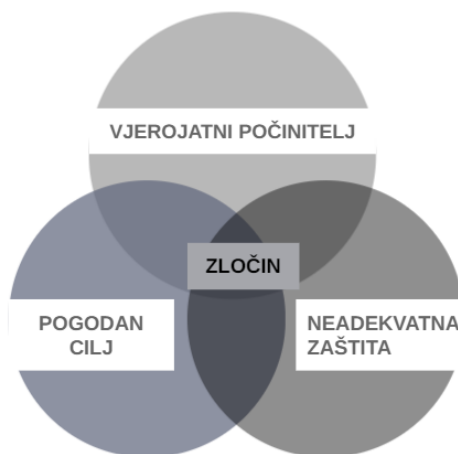 VJEROJATNI POČINITELJ
ZLOČIN
POGODAN
CILJ
NEADEKVATNA
ZAŠTITA